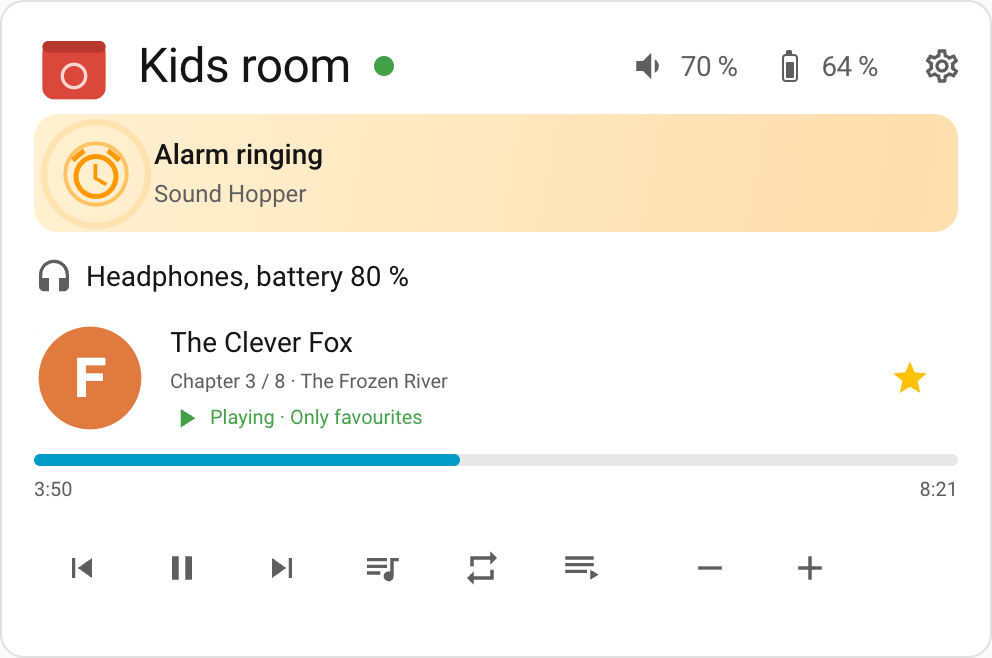 Kids room 70 % 64 %
Alarm ringing
Sound Hopper
Headphones, battery 80 %
F
The Clever Fox
Chapter 3 / 8 · The Frozen River
Playing · Only favourites
3:50 8:21